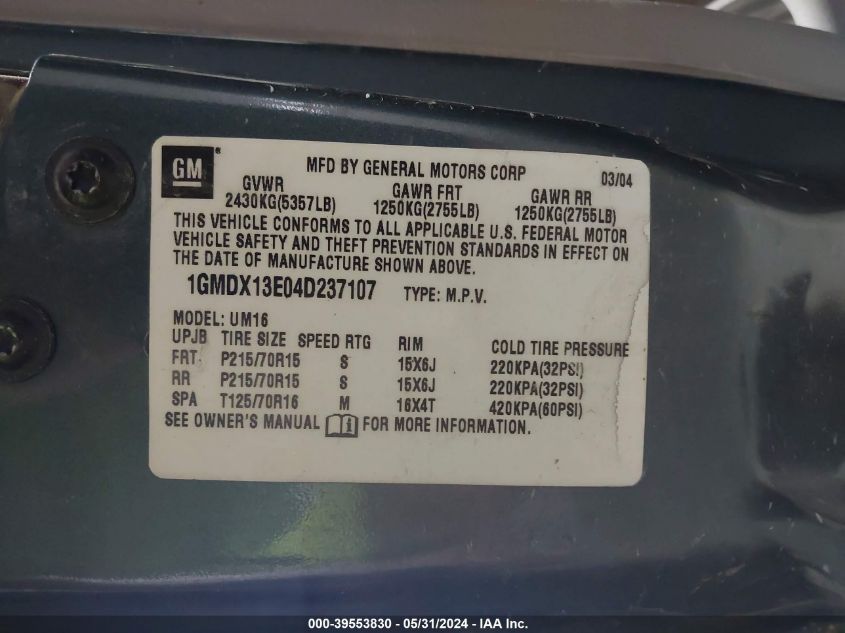 GM
MFD BY GENERAL MOTORS CORP 03/04
GVWR GAWR FRT GAWR RR
2430KG(5357LB) 1250KG(2755LB) 1250KG(2755LB)
THIS VEHICLE CONFORMS TO ALL APPLICABLE U.S. FEDERAL MOTOR
VEHICLE SAFETY AND THEFT PREVENTION STANDARDS IN EFFECT ON
THE DATE OF MANUFACTURE SHOWN ABOVE.
1GMDX13E04D237107 TYPE: M.P.V.
MODEL: UM16
UPJB TIRE SIZE SPEED RTG RIM COLD TIRE PRESSURE
FRT P215/70R15 S 15X6J 220KPA(32PSI)
RR P215/70R15 S 15X6J 220KPA(32PSI)
SPA T125/70R16 M 16X4T 420KPA(60PSI)
SEE OWNER'S MANUAL i FOR MORE INFORMATION.
000-39553830 - 05/31/2024 - IAA Inc.